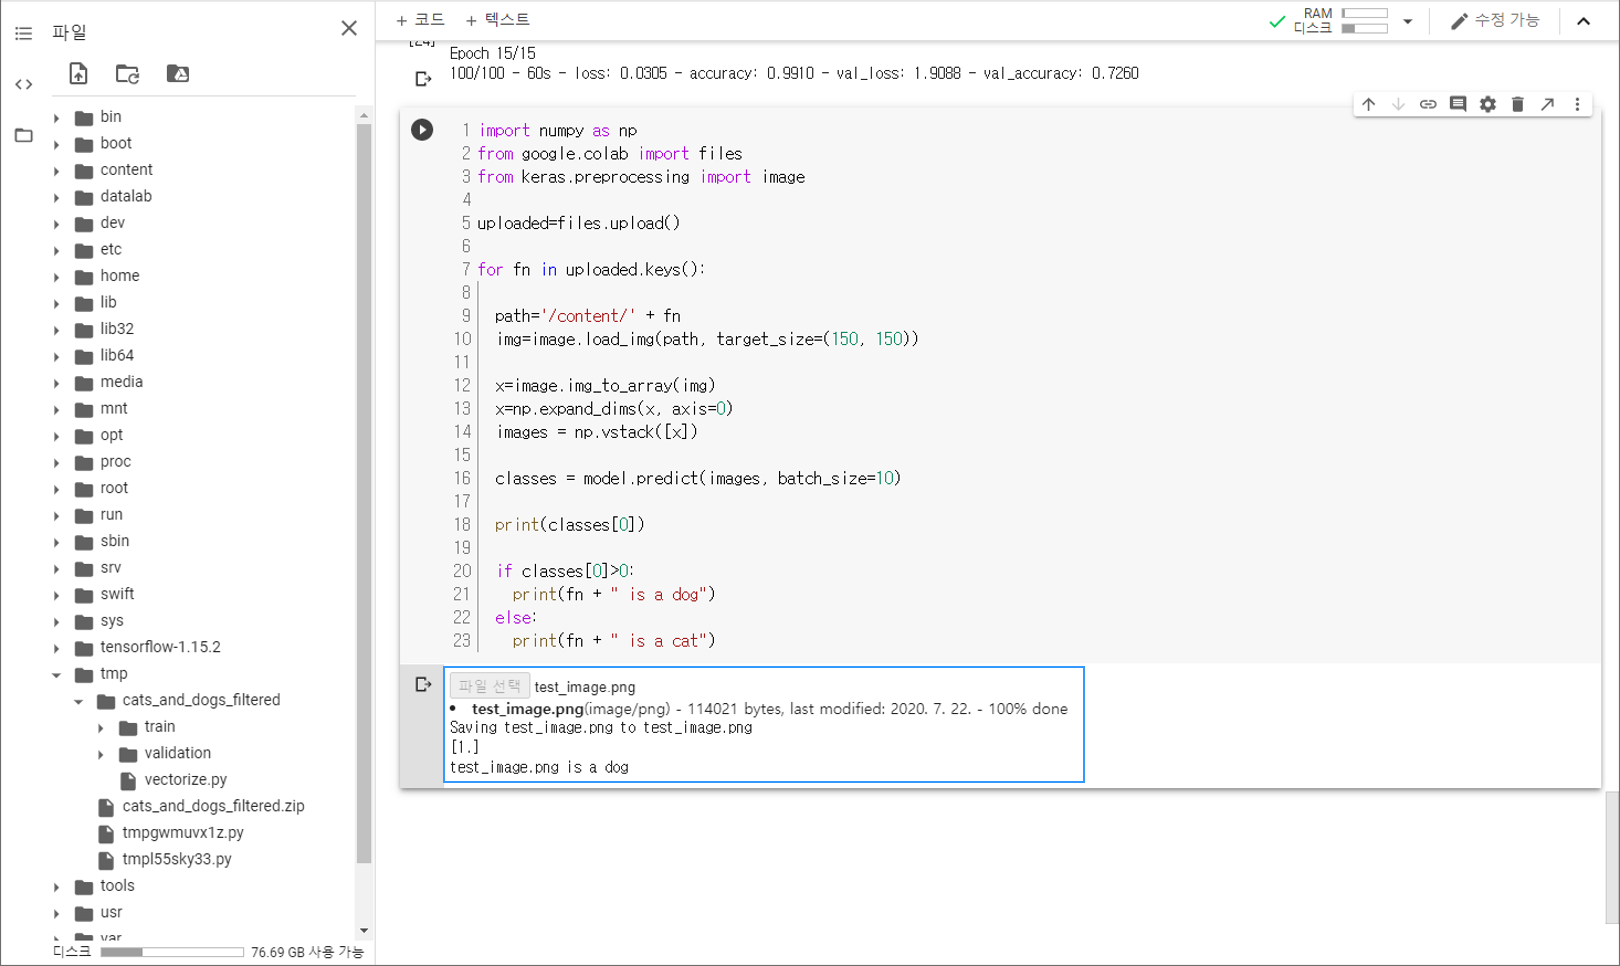 파일
+ 코드 + 텍스트
RAM
디스크
수정 가능
bin
boot
content
datalab
dev
etc
home
lib
lib32
lib64
media
mnt
opt
proc
root
run
sbin
srv
swift
sys
tensorflow-1.15.2
tmp
cats_and_dogs_filtered
train
validation
vectorize.py
cats_and_dogs_filtered.zip
tmpgwmuvx1z.py
tmpl55sky33.py
tools
usr
var
디스크 76.69 GB 사용 가능
[24]
Epoch 15/15
100/100 - 60s - loss: 0.0305 - accuracy: 0.9910 - val_loss: 1.9088 - val_accuracy: 0.7260
1 import numpy as np
2 from google.colab import files
3 from keras.preprocessing import image
4
5 uploaded=files.upload()
6
7 for fn in uploaded.keys():
8
9   path='/content/' + fn
10   img=image.load_img(path, target_size=(150, 150))
11
12   x=image.img_to_array(img)
13   x=np.expand_dims(x, axis=0)
14   images = np.vstack([x])
15
16   classes = model.predict(images, batch_size=10)
17
18   print(classes[0])
19
20   if classes[0]>0:
21     print(fn + " is a dog")
22   else:
23     print(fn + " is a cat")
파일 선택 test_image.png
• test_image.png(image/png) - 114021 bytes, last modified: 2020. 7. 22. - 100% done
Saving test_image.png to test_image.png
[1.]
test_image.png is a dog